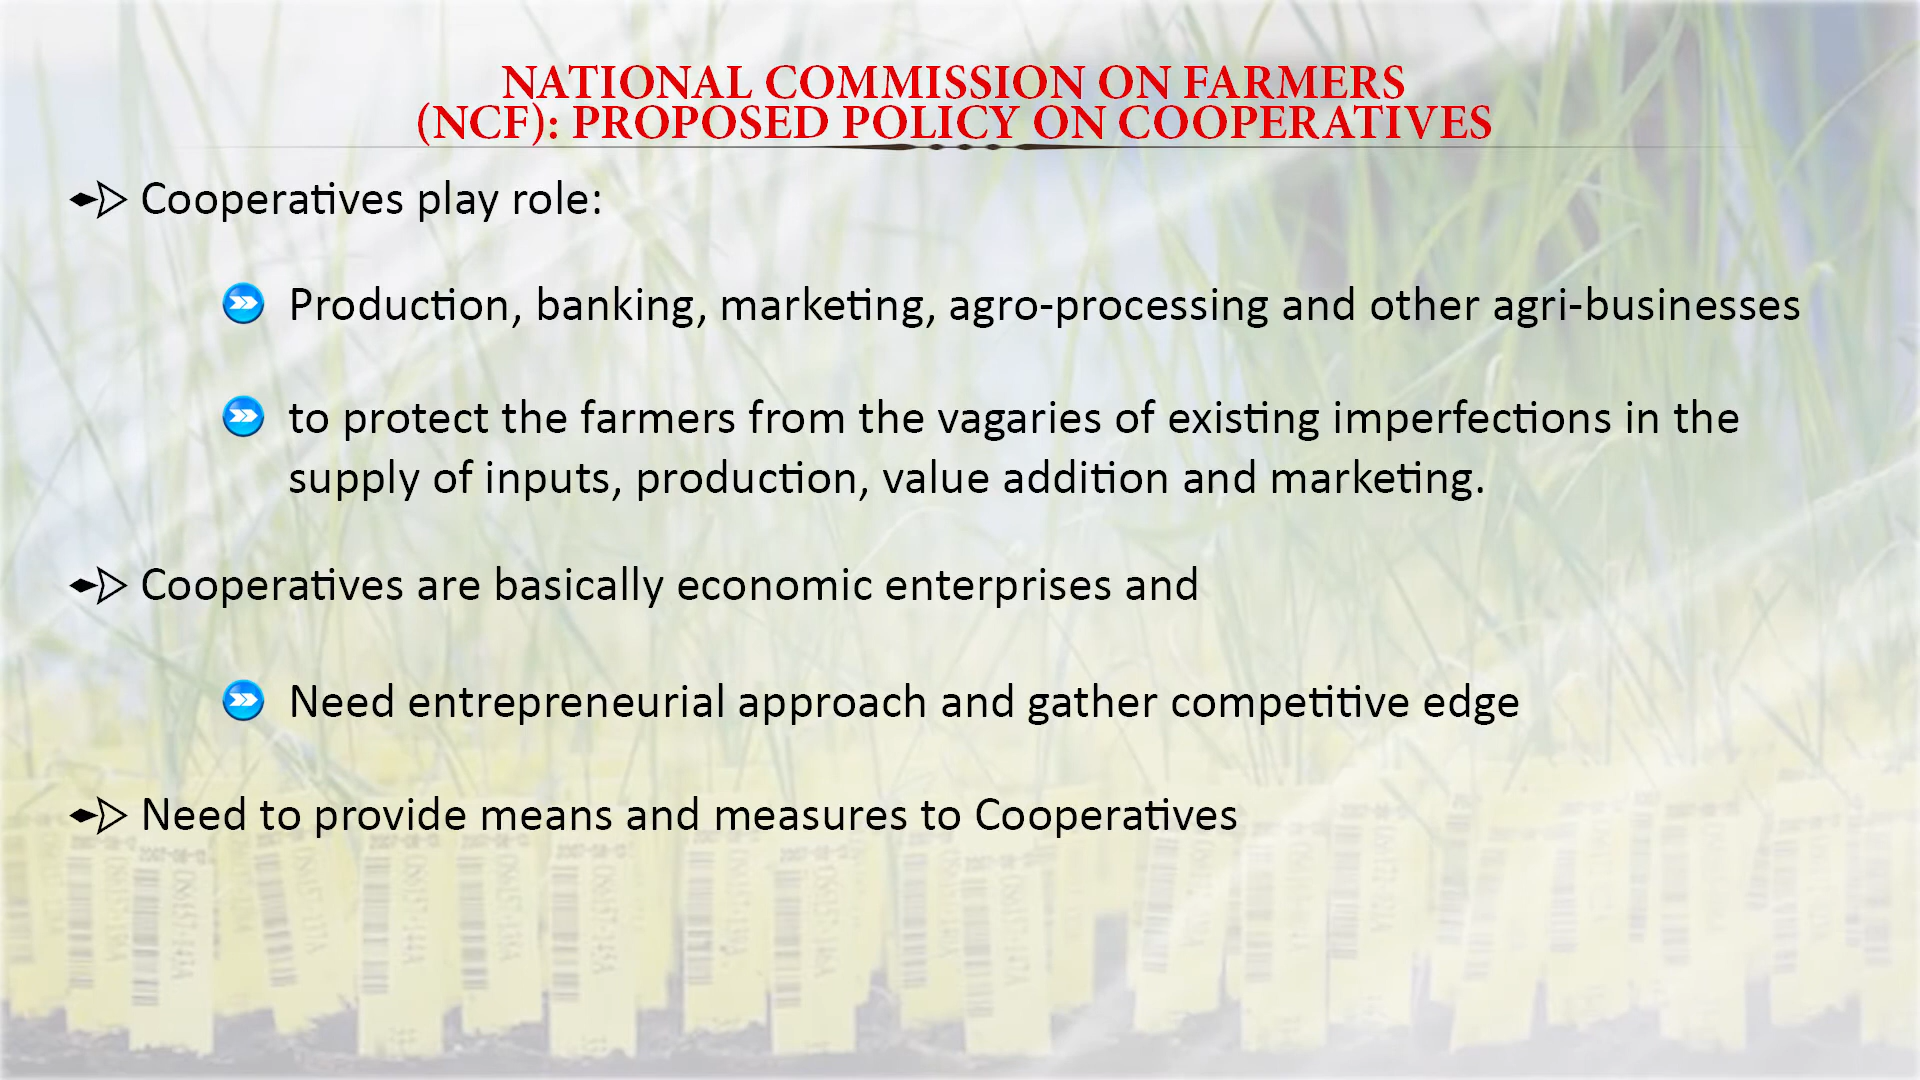 NATIONAL COMMISSION ON FARMERS
(NCF): PROPOSED POLICY ON COOPERATIVES
Cooperatives play role:
Production, banking, marketing, agro-processing and other agri-businesses
to protect the farmers from the vagaries of existing imperfections in the
supply of inputs, production, value addition and marketing.
Cooperatives are basically economic enterprises and
Need entrepreneurial approach and gather competitive edge
Need to provide means and measures to Cooperatives